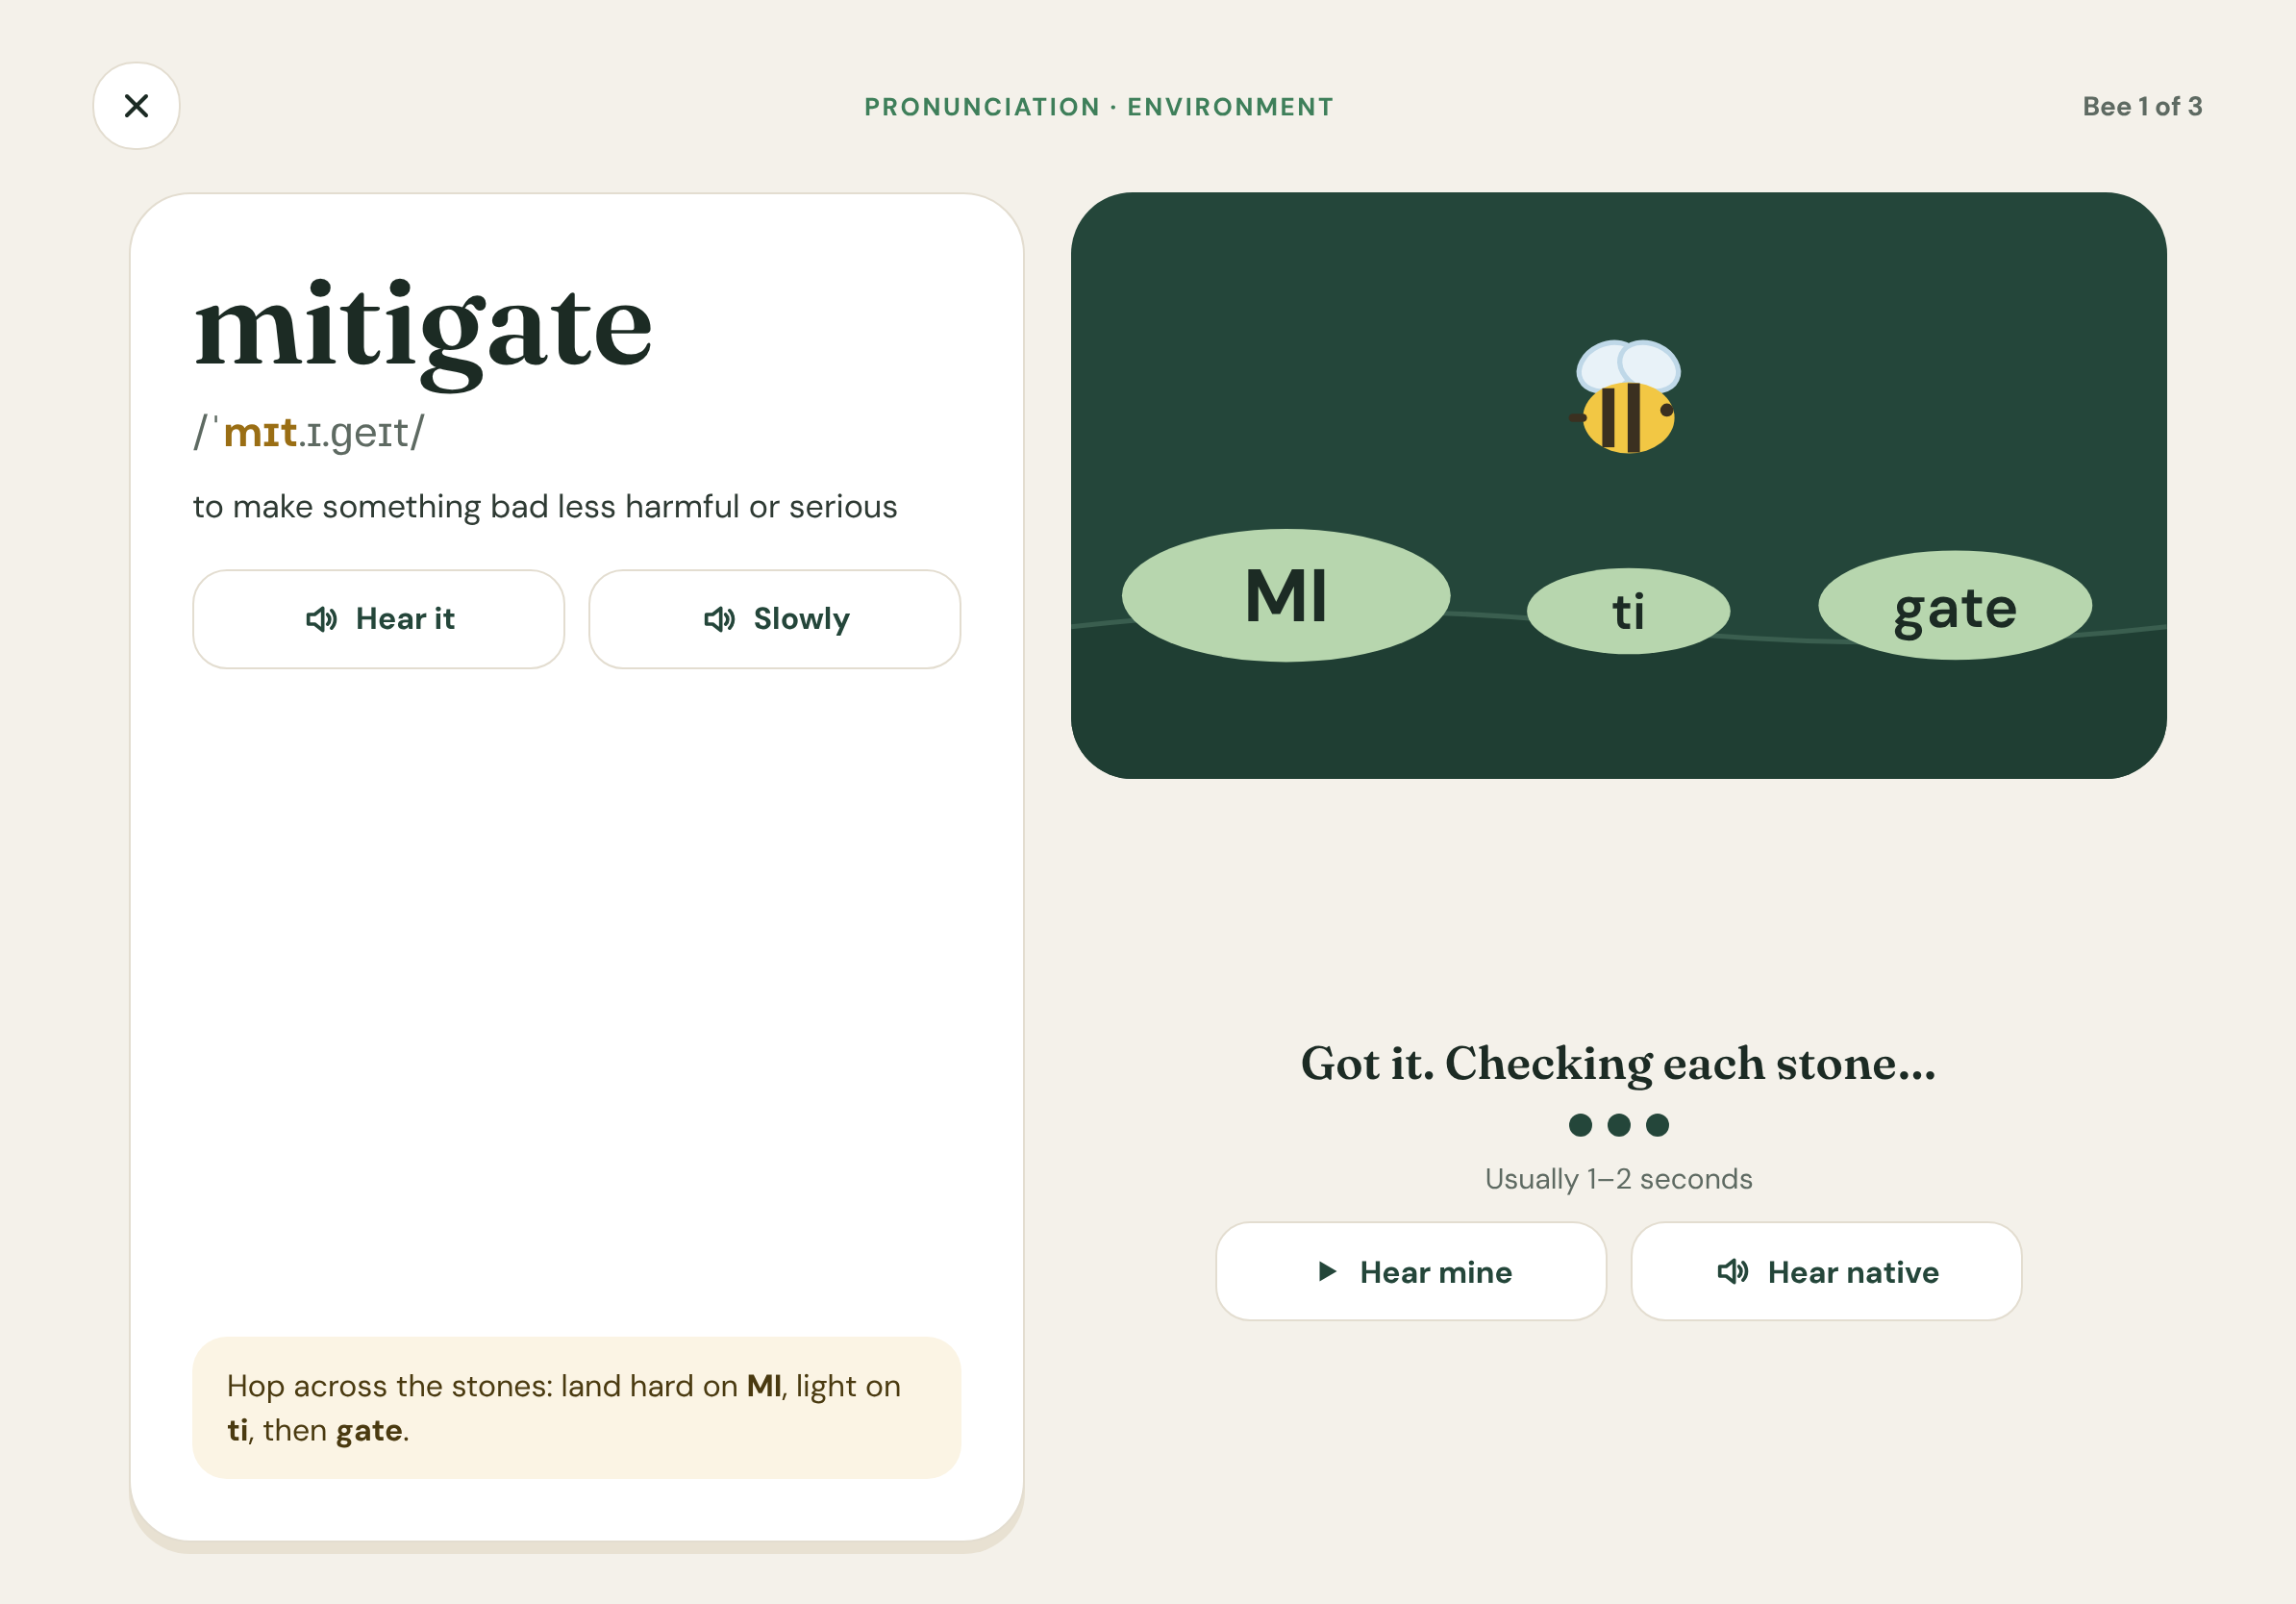 PRONUNCIATION · ENVIRONMENT
Bee 1 of 3
mitigate
/ˈmɪt.ɪ.geɪt/
to make something bad less harmful or serious
Hear it
Slowly
Hop across the stones: land hard on MI, light on
ti, then gate.
MI
ti
gate
Got it. Checking each stone...
Usually 1–2 seconds
Hear mine
Hear native